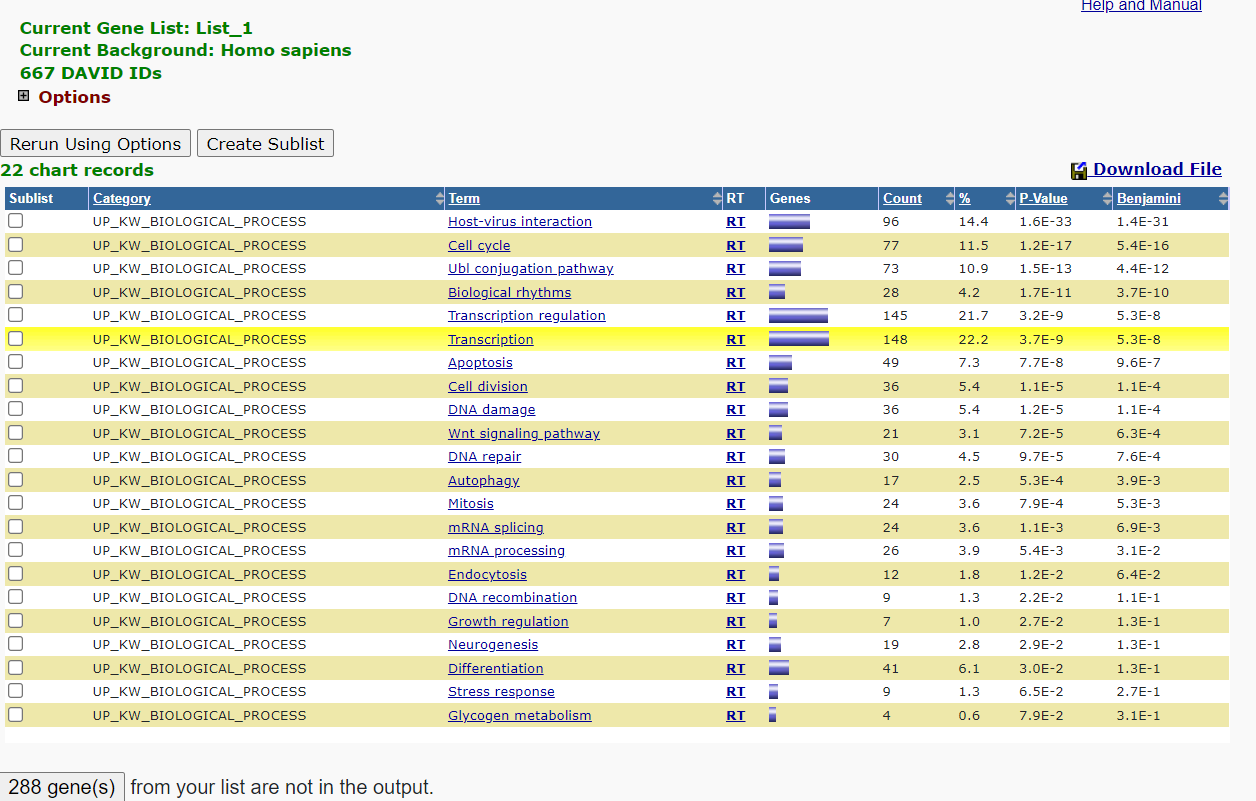 Help and Manual
Current Gene List: List_1
Current Background: Homo sapiens
667 DAVID IDs
Options
Rerun Using Options Create Sublist
22 chart records Download File
Sublist Category Term RT Genes Count % P-Value Benjamini
UP_KW_BIOLOGICAL_PROCESS Host-virus interaction RT 96 14.4 1.6E-33 1.4E-31
UP_KW_BIOLOGICAL_PROCESS Cell cycle RT 77 11.5 1.2E-17 5.4E-16
UP_KW_BIOLOGICAL_PROCESS Ubl conjugation pathway RT 73 10.9 1.5E-13 4.4E-12
UP_KW_BIOLOGICAL_PROCESS Biological rhythms RT 28 4.2 1.7E-11 3.7E-10
UP_KW_BIOLOGICAL_PROCESS Transcription regulation RT 145 21.7 3.2E-9 5.3E-8
UP_KW_BIOLOGICAL_PROCESS Transcription RT 148 22.2 3.7E-9 5.3E-8
UP_KW_BIOLOGICAL_PROCESS Apoptosis RT 49 7.3 7.7E-8 9.6E-7
UP_KW_BIOLOGICAL_PROCESS Cell division RT 36 5.4 1.1E-5 1.1E-4
UP_KW_BIOLOGICAL_PROCESS DNA damage RT 36 5.4 1.2E-5 1.1E-4
UP_KW_BIOLOGICAL_PROCESS Wnt signaling pathway RT 21 3.1 7.2E-5 6.3E-4
UP_KW_BIOLOGICAL_PROCESS DNA repair RT 30 4.5 9.7E-5 7.6E-4
UP_KW_BIOLOGICAL_PROCESS Autophagy RT 17 2.5 5.3E-4 3.9E-3
UP_KW_BIOLOGICAL_PROCESS Mitosis RT 24 3.6 7.9E-4 5.3E-3
UP_KW_BIOLOGICAL_PROCESS mRNA splicing RT 24 3.6 1.1E-3 6.9E-3
UP_KW_BIOLOGICAL_PROCESS mRNA processing RT 26 3.9 5.4E-3 3.1E-2
UP_KW_BIOLOGICAL_PROCESS Endocytosis RT 12 1.8 1.2E-2 6.4E-2
UP_KW_BIOLOGICAL_PROCESS DNA recombination RT 9 1.3 2.2E-2 1.1E-1
UP_KW_BIOLOGICAL_PROCESS Growth regulation RT 7 1.0 2.7E-2 1.3E-1
UP_KW_BIOLOGICAL_PROCESS Neurogenesis RT 19 2.8 2.9E-2 1.3E-1
UP_KW_BIOLOGICAL_PROCESS Differentiation RT 41 6.1 3.0E-2 1.3E-1
UP_KW_BIOLOGICAL_PROCESS Stress response RT 9 1.3 6.5E-2 2.7E-1
UP_KW_BIOLOGICAL_PROCESS Glycogen metabolism RT 4 0.6 7.9E-2 3.1E-1
288 gene(s) from your list are not in the output.